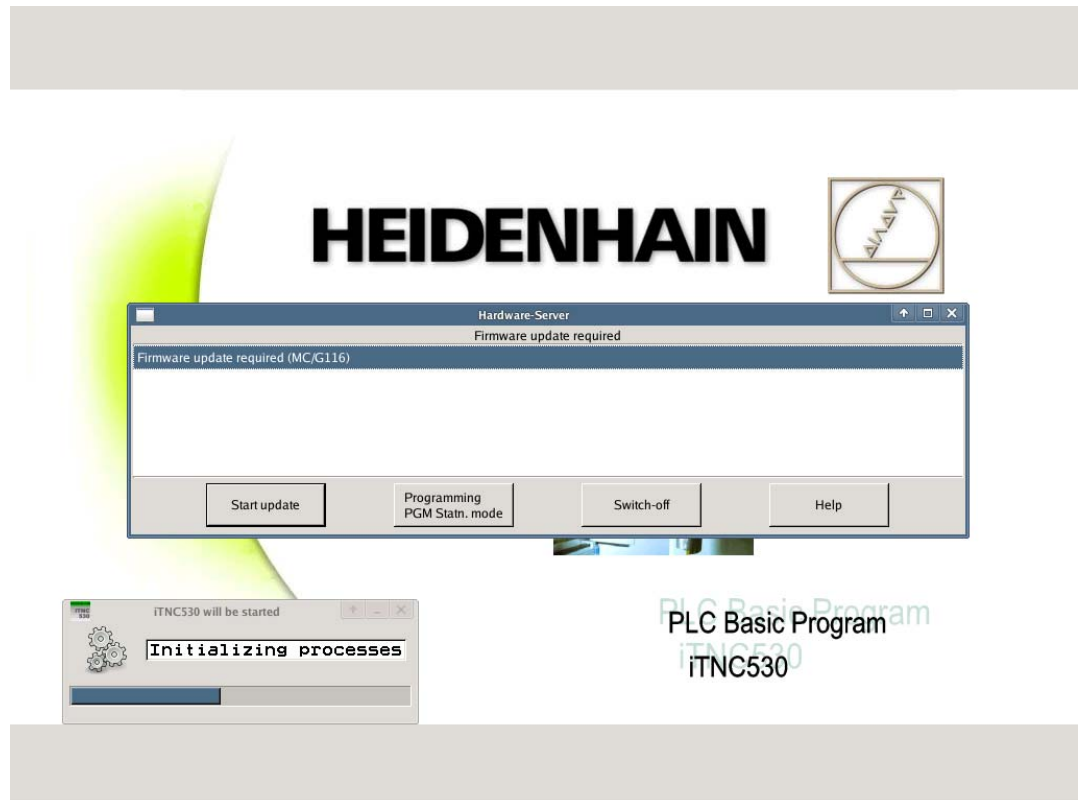 HEIDENHAIN
Hardware-Server
Firmware update required
Firmware update required (MC/G116)
Start update
Programming
PGM Statn. mode
Switch-off
Help
iTNC530 will be started
Initializing processes
PLC Basic Program
iTNC530